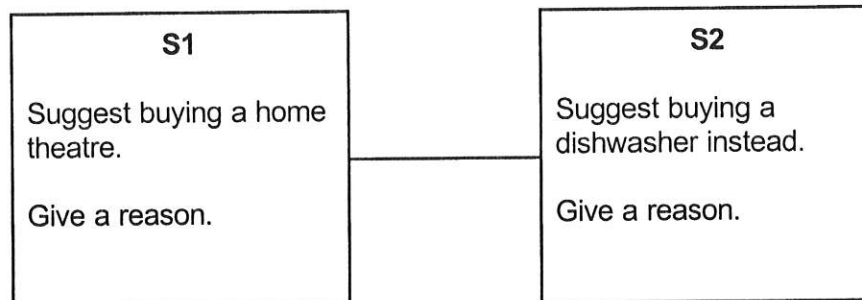 S1
Suggest buying a home
theatre.
Give a reason.
S2
Suggest buying a
dishwasher instead.
Give a reason.